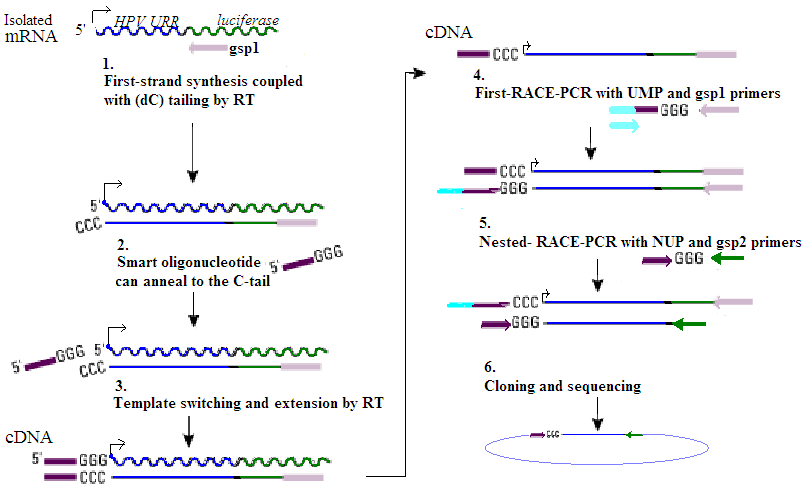 Isolated
mRNA
5'
HPV URR
luciferase
gsp1
1.
First-strand synthesis coupled
with (dC) tailing by RT
5'
CCC
2.
Smart oligonucleotide
can anneal to the C-tail
5'
GGG
5'
GGG
5'
CCC
3.
Template switching and extension by RT
cDNA
5'
GGG
CCC
cDNA
CCC
4.
First-RACE-PCR with UMP and gsp1 primers
GGG
CCC
GGG
5.
Nested- RACE-PCR with NUP and gsp2 primers
GGG
CCC
GGG
6.
Cloning and sequencing
GCC